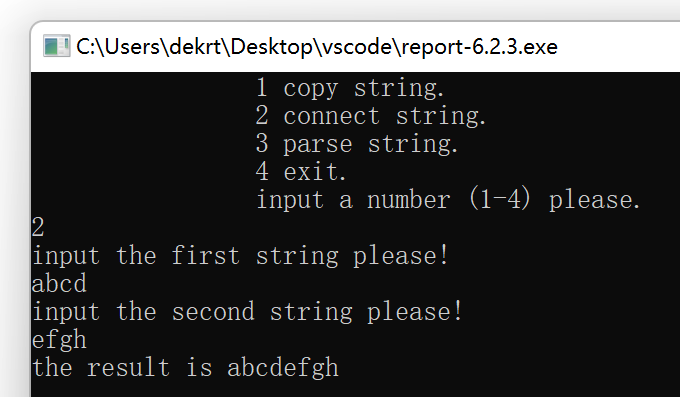 C:\Users\dekrt\Desktop\vscode\report-6.2.3.exe
1 copy string.
2 connect string.
3 parse string.
4 exit.
input a number (1-4) please.
2
input the first string please!
abcd
input the second string please!
efgh
the result is abcdefgh